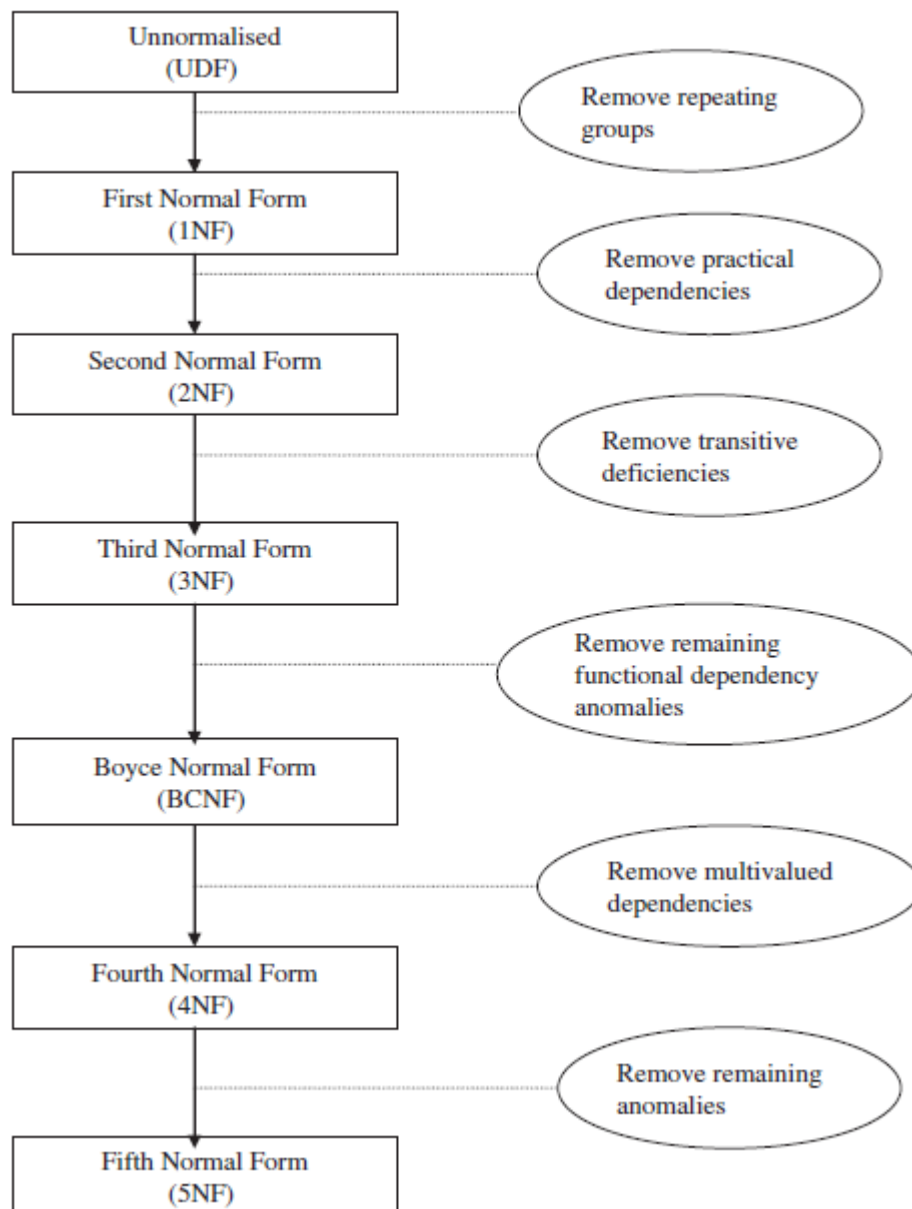 Unnormalised
(UDF)
Remove repeating
groups
First Normal Form
(1NF)
Remove practical
dependencies
Second Normal Form
(2NF)
Remove transitive
deficiencies
Third Normal Form
(3NF)
Remove remaining
functional dependency
anomalies
Boyce Normal Form
(BCNF)
Remove multivalued
dependencies
Fourth Normal Form
(4NF)
Remove remaining
anomalies
Fifth Normal Form
(5NF)